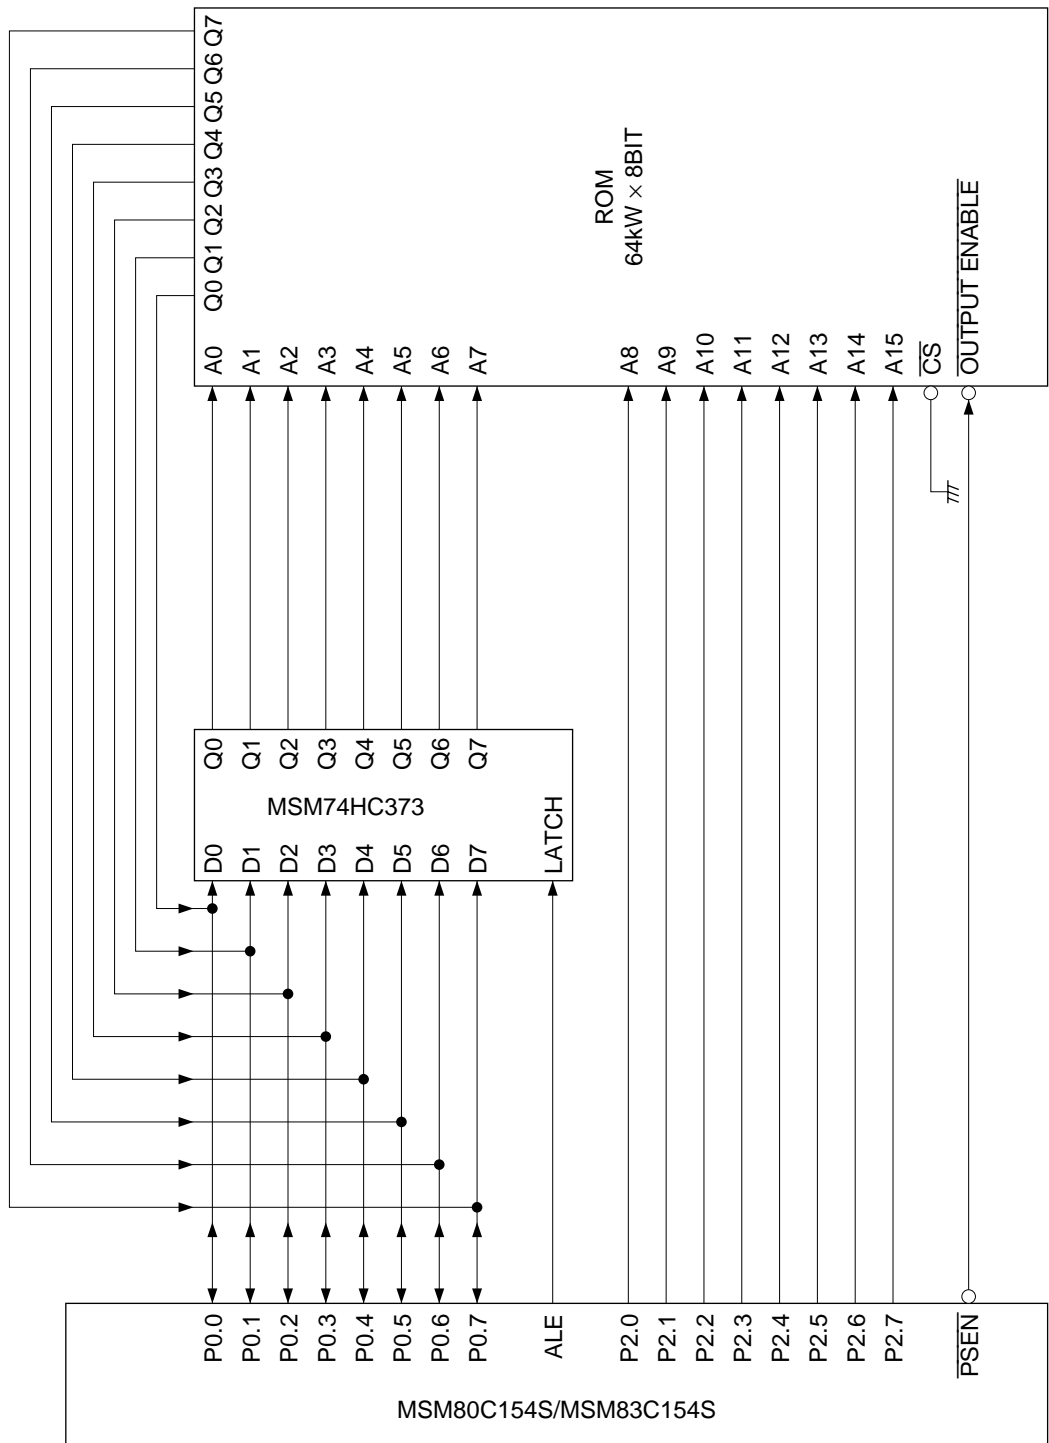 Q7
Q6
Q5
Q4
Q3
Q2
Q1
Q0
A0
A1
A2
A3
A4
A5
A6
A7
A8
A9
A10
A11
A12
A13
A14
A15
CS
OUTPUT ENABLE
ROM
64kW × 8BIT
Q0
Q1
Q2
Q3
Q4
Q5
Q6
Q7
MSM74HC373
D0
D1
D2
D3
D4
D5
D6
D7
LATCH
P0.0
P0.1
P0.2
P0.3
P0.4
P0.5
P0.6
P0.7
ALE
P2.0
P2.1
P2.2
P2.3
P2.4
P2.5
P2.6
P2.7
PSEN
MSM80C154S/MSM83C154S